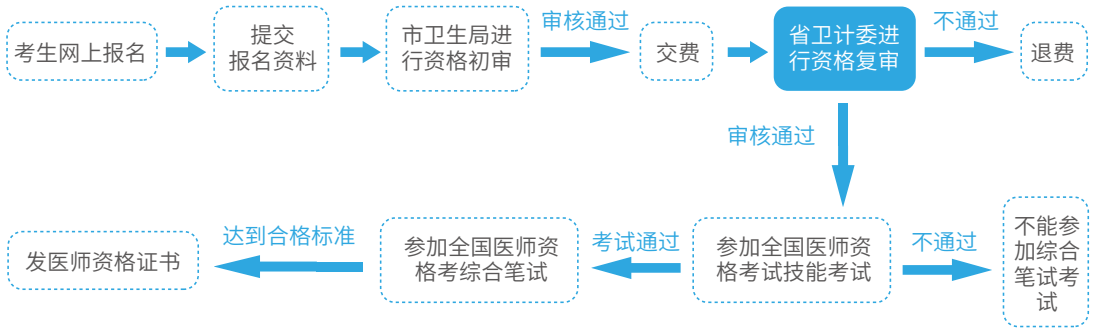 考生网上报名
提交
报名资料
市卫生局进
行资格初审
审核通过
交费
省卫计委进
行资格复审
不通过
退费
审核通过
参加全国医师资
格考试技能考试
不通过
不能参
加综合
笔试考
试
考试通过
参加全国医师资
格考综合笔试
达到合格标准
发医师资格证书